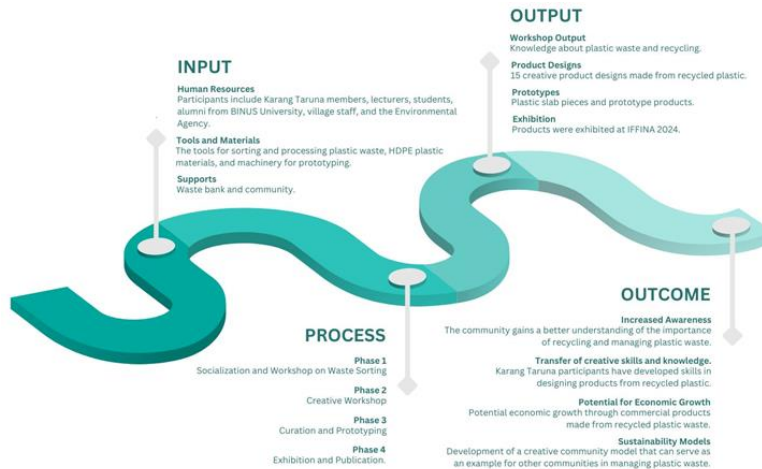 INPUT
Human Resources
Participants include Karang Taruna members, lecturers, students,
alumni from BINUS University, village staff, and the Environmental
Agency.
Tools and Materials
The tools for sorting and processing plastic waste, HDPE plastic
materials, and machinery for prototyping.
Supports
Waste bank and community.
PROCESS
Phase 1
Socialization and Workshop on Waste Sorting
Phase 2
Creative Workshop
Phase 3
Curation and Prototyping
Phase 4
Exhibition and Publication.
OUTPUT
Workshop Output
Knowledge about plastic waste and recycling.
Product Designs
15 creative product designs made from recycled plastic.
Prototypes
Plastic slab pieces and prototype products.
Exhibition
Products were exhibited at IFFINA 2024.
OUTCOME
Increased Awareness
The community gains a better understanding of the importance
of recycling and managing plastic waste.
Transfer of creative skills and knowledge.
Karang Taruna participants have developed skills in
designing products from recycled plastic.
Potential for Economic Growth
Potential economic growth through commercial products
made from recycled plastic waste.
Sustainability Models
Development of a creative community model that can serve as
an example for other communities in managing plastic waste.